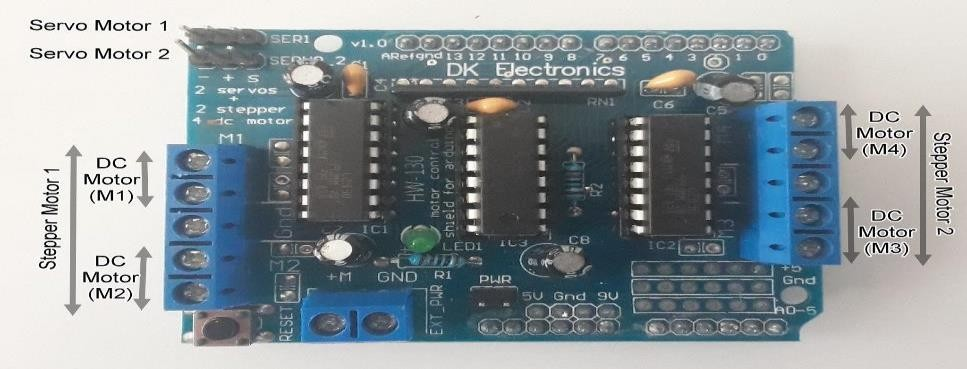 Servo Motor 1
SER1
Servo Motor 2
v1.0
ARef gnd 13 12 11 10 9 8 7 6 5 4 3 1 0
DK Electronics
- + S
2 servos
+
2 stepper
4 dc motor
C4
RN1
C6
C5
M1
DC
Motor
(M1)
Stepper Motor 1
DC
Motor
(M2)
Gnd
IC1
HW-130
motor control
shield for arduino
IC3
R2
IC2
M3
DC
Motor
(M4)
DC
Motor
(M3)
Stepper Motor 2
M2
+M
GND
LED1
R1
C8
PWR
5V Gnd 9V
+5
Gnd
A0-5
RESET
EXT_PWR